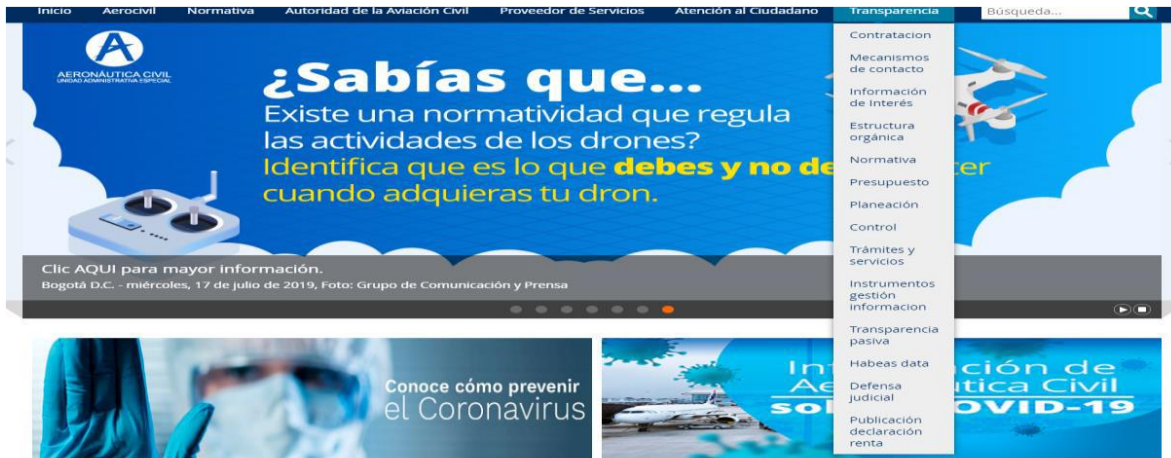 Inicio Aerocivil Normativa Autoridad de la Aviación Civil Proveedor de Servicios Atención al Ciudadano Transparencia Búsqueda...
AERONÁUTICA CIVIL
UNIDAD ADMINISTRATIVA ESPECIAL
¿Sabías que...
Existe una normatividad que regula
las actividades de los drones?
Identifica que es lo que debes y no de cer
cuando adquieras tu dron.
Clic AQUI para mayor información.
Bogotá D.C. - miércoles, 17 de julio de 2019, Foto: Grupo de Comunicación y Prensa
Contratacion
Mecanismos
de contacto
Información
de Interés
Estructura
orgánica
Normativa
Presupuesto
Planeación
Control
Trámites y
servicios
Instrumentos
gestión
informacion
Transparencia
pasiva
Habeas data
Defensa
judicial
Publicación
declaración
renta
Conoce cómo prevenir
el Coronavirus
In ción de
Ae utica Civil
so OVID-19